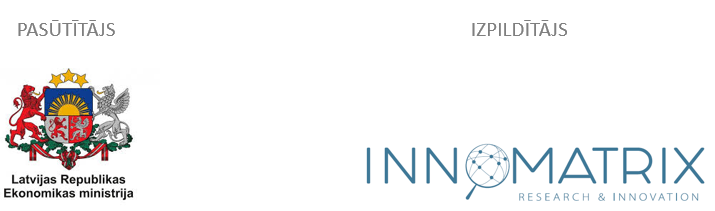 PASŪTĪTĀJS
IZPILDĪTĀJS
Latvijas Republikas
Ekonomikas ministrija
INNOMATRIX
RESEARCH & INNOVATION